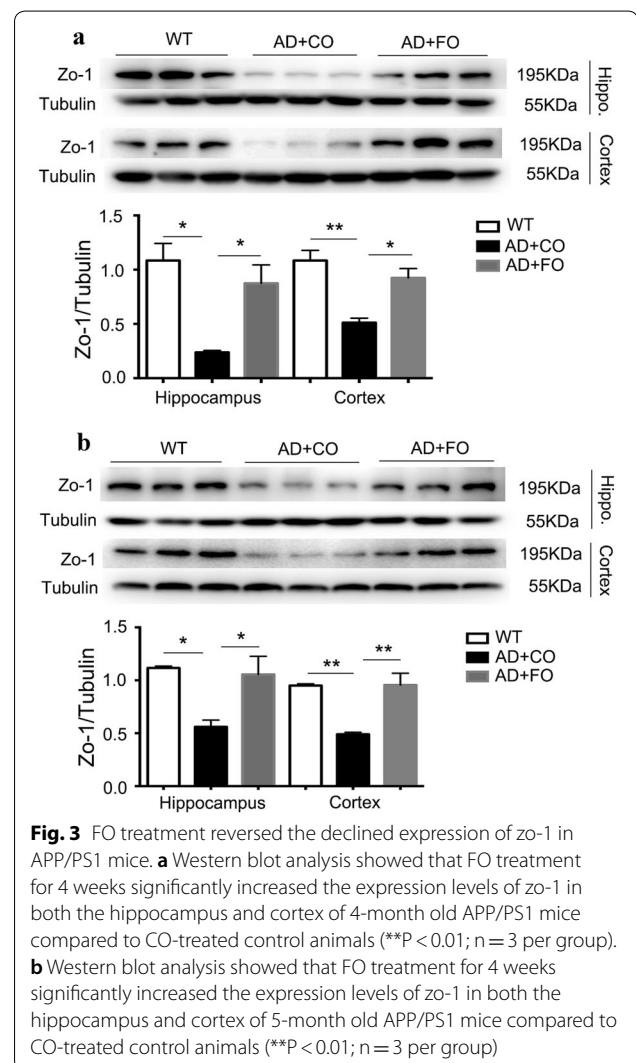 a
WT AD+CO AD+FO
Zo-1 195KDa
Tubulin 55KDa
Hippo.
Zo-1 195KDa
Tubulin 55KDa
Cortex
Zo-1/Tubulin
1.5
1.0
0.5
0.0
* * ** *
WT
AD+CO
AD+FO
Hippocampus Cortex
b
WT AD+CO AD+FO
Zo-1 195KDa
Tubulin 55KDa
Hippo.
Zo-1 195KDa
Tubulin 55KDa
Cortex
Zo-1/Tubulin
1.5
1.0
0.5
0.0
* * ** **
WT
AD+CO
AD+FO
Hippocampus Cortex
Fig. 3 FO treatment reversed the declined expression of zo-1 in
APP/PS1 mice. a Western blot analysis showed that FO treatment
for 4 weeks significantly increased the expression levels of zo-1 in
both the hippocampus and cortex of 4-month old APP/PS1 mice
compared to CO-treated control animals (**P < 0.01; n = 3 per group).
b Western blot analysis showed that FO treatment for 4 weeks
significantly increased the expression levels of zo-1 in both the
hippocampus and cortex of 5-month old APP/PS1 mice compared to
CO-treated control animals (**P < 0.01; n = 3 per group)